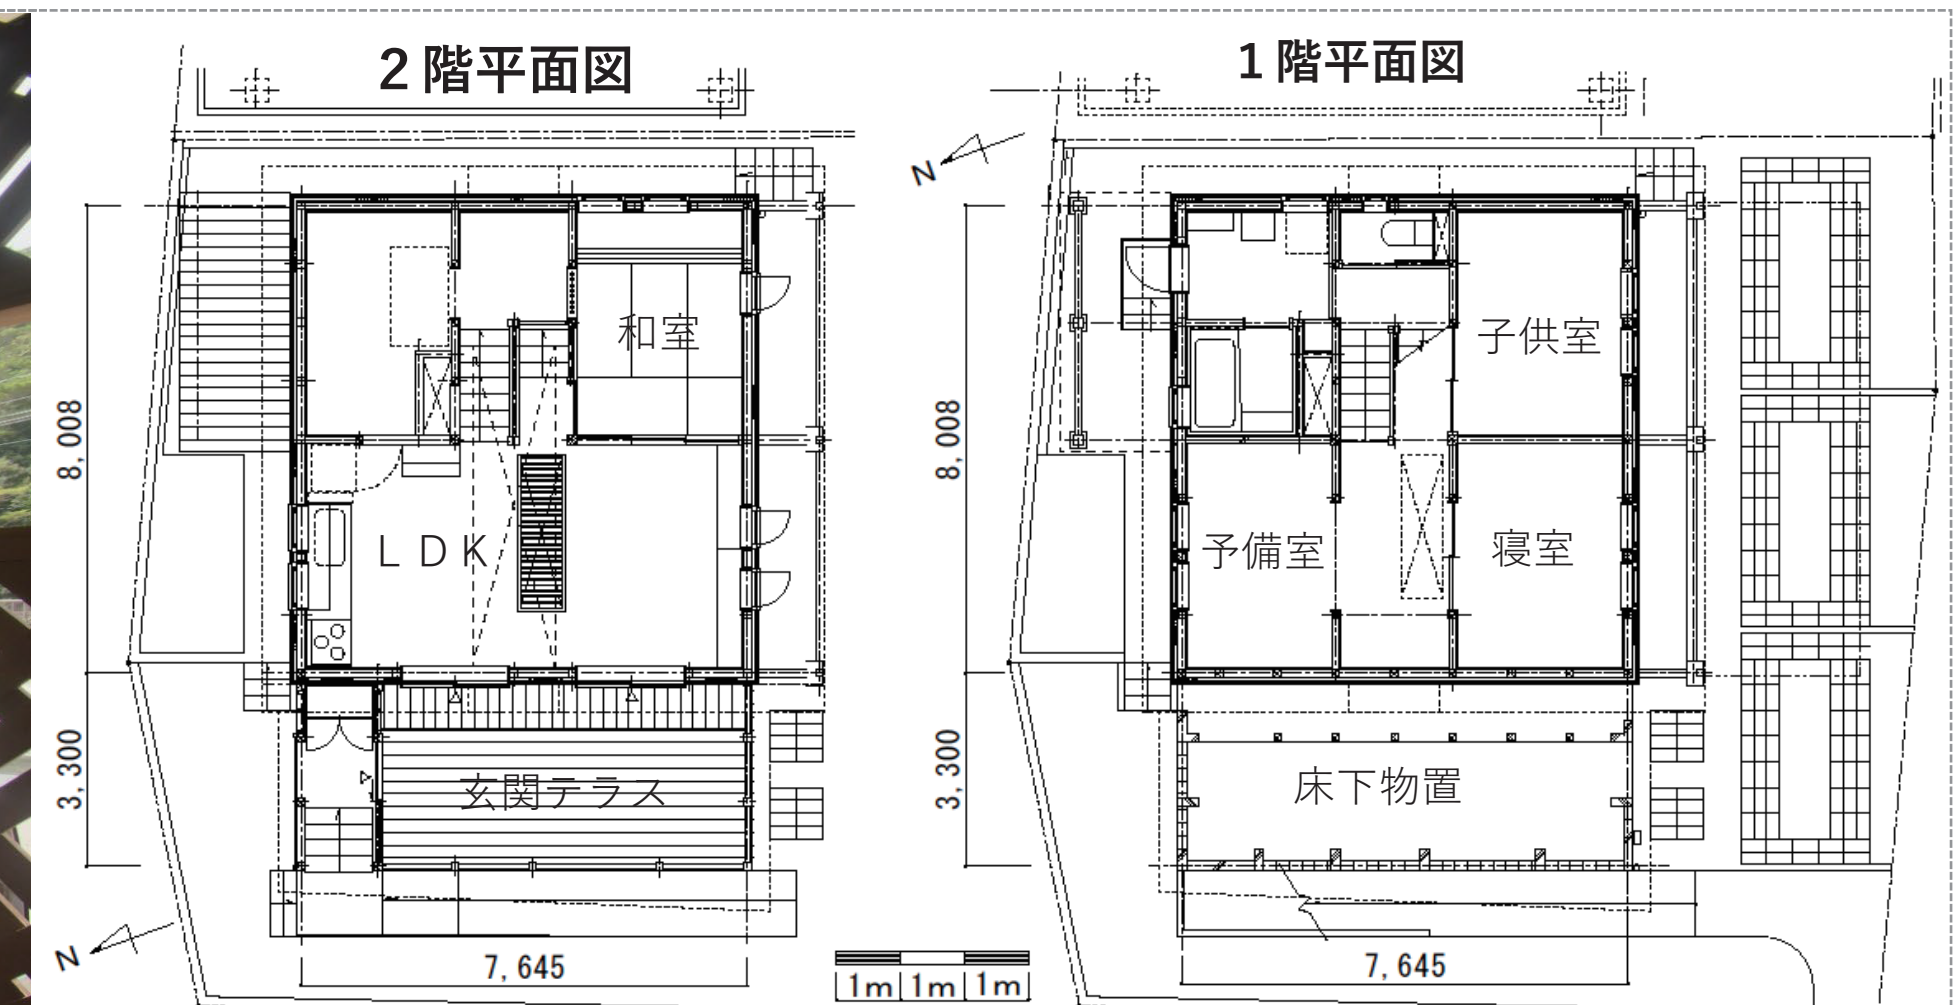 2階平面図
和室
LDK
玄関テラス
8,008
3,300
7,645
N
1m 1m 1m
1階平面図
N
子供室
予備室
寝室
床下物置
8,008
3,300
7,645